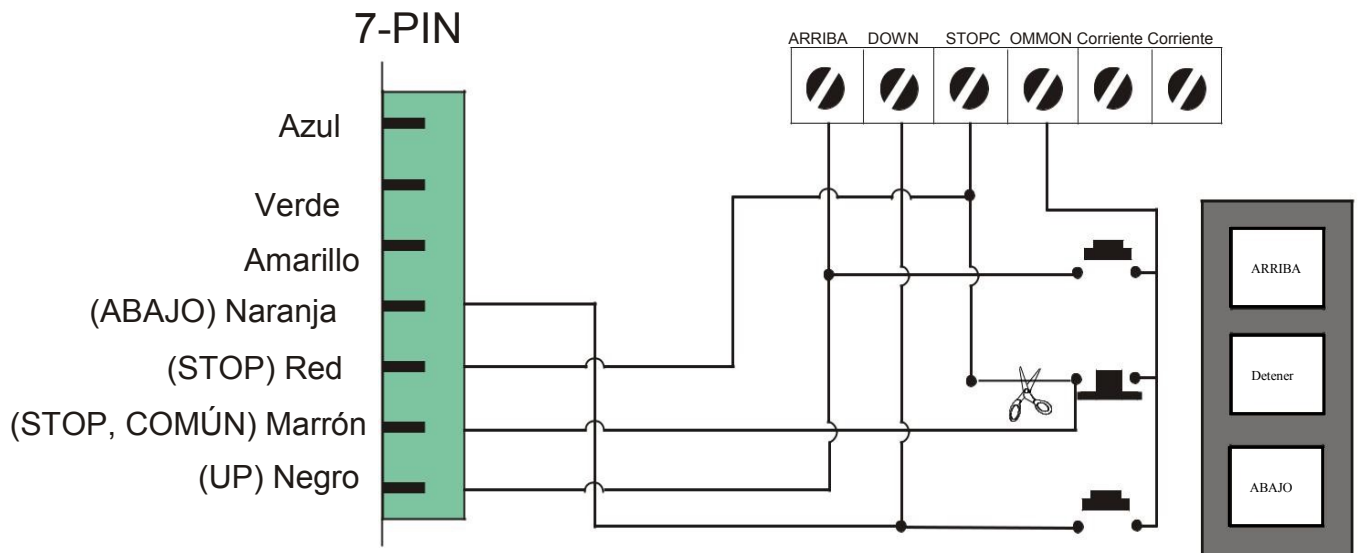 7-PIN
ARRIBA DOWN STOPC OMMON Corriente Corriente
Azul
Verde
Amarillo
(ABAJO) Naranja
(STOP) Red
(STOP, COMÚN) Marrón
(UP) Negro
ARRIBA
Detener
ABAJO